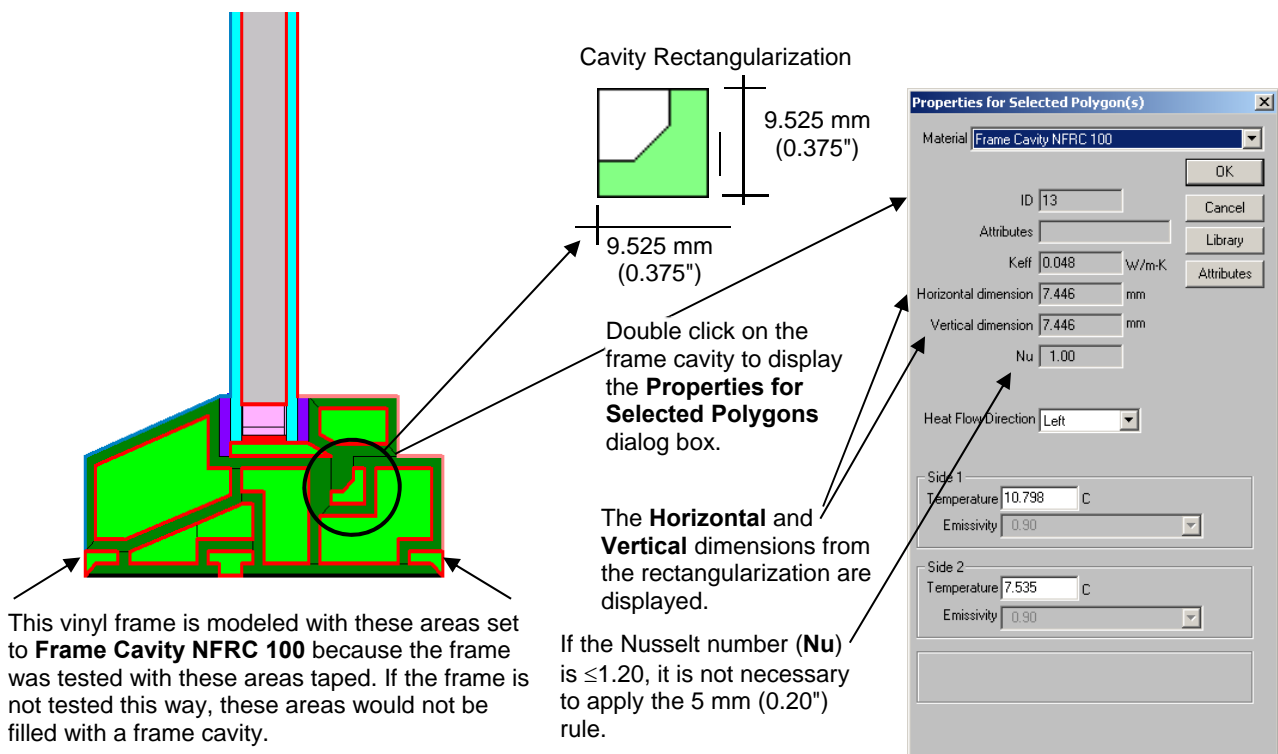 Cavity Rectangularization
9.525 mm
(0.375")
9.525 mm
(0.375")
Double click on the
frame cavity to display
the Properties for
Selected Polygons
dialog box.
The Horizontal and
Vertical dimensions from
the rectangularization are
displayed.
If the Nusselt number (Nu)
is ≤1.20, it is not necessary
to apply the 5 mm (0.20")
rule.
This vinyl frame is modeled with these areas set
to Frame Cavity NFRC 100 because the frame
was tested with these areas taped. If the frame is
not tested this way, these areas would not be
filled with a frame cavity.
Properties for Selected Polygon(s)
Material Frame Cavity NFRC 100
OK
ID 13
Cancel
Attributes
Library
Keff 0.048 W/m-K
Attributes
Horizontal dimension 7.446 mm
Vertical dimension 7.446 mm
Nu 1.00
Heat Flow Direction Left
Side 1
Temperature 10.798 C
Emissivity 0.90
Side 2
Temperature 7.535 C
Emissivity 0.90